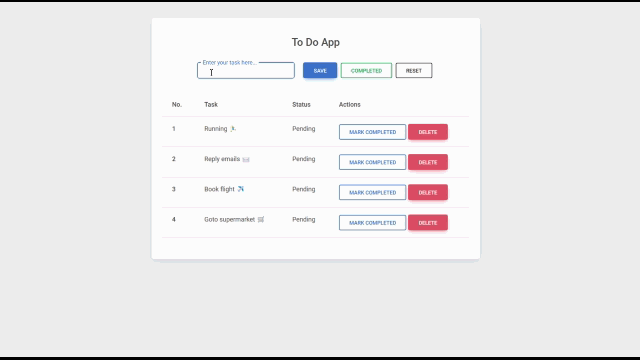 To Do App
Enter your task here...
SAVE COMPLETED RESET
No. Task Status Actions
1 Running 🏃 Pending MARK COMPLETED DELETE
2 Reply emails 📨 Pending MARK COMPLETED DELETE
3 Book flight ✈️ Pending MARK COMPLETED DELETE
4 Goto supermarket 🛒 Pending MARK COMPLETED DELETE